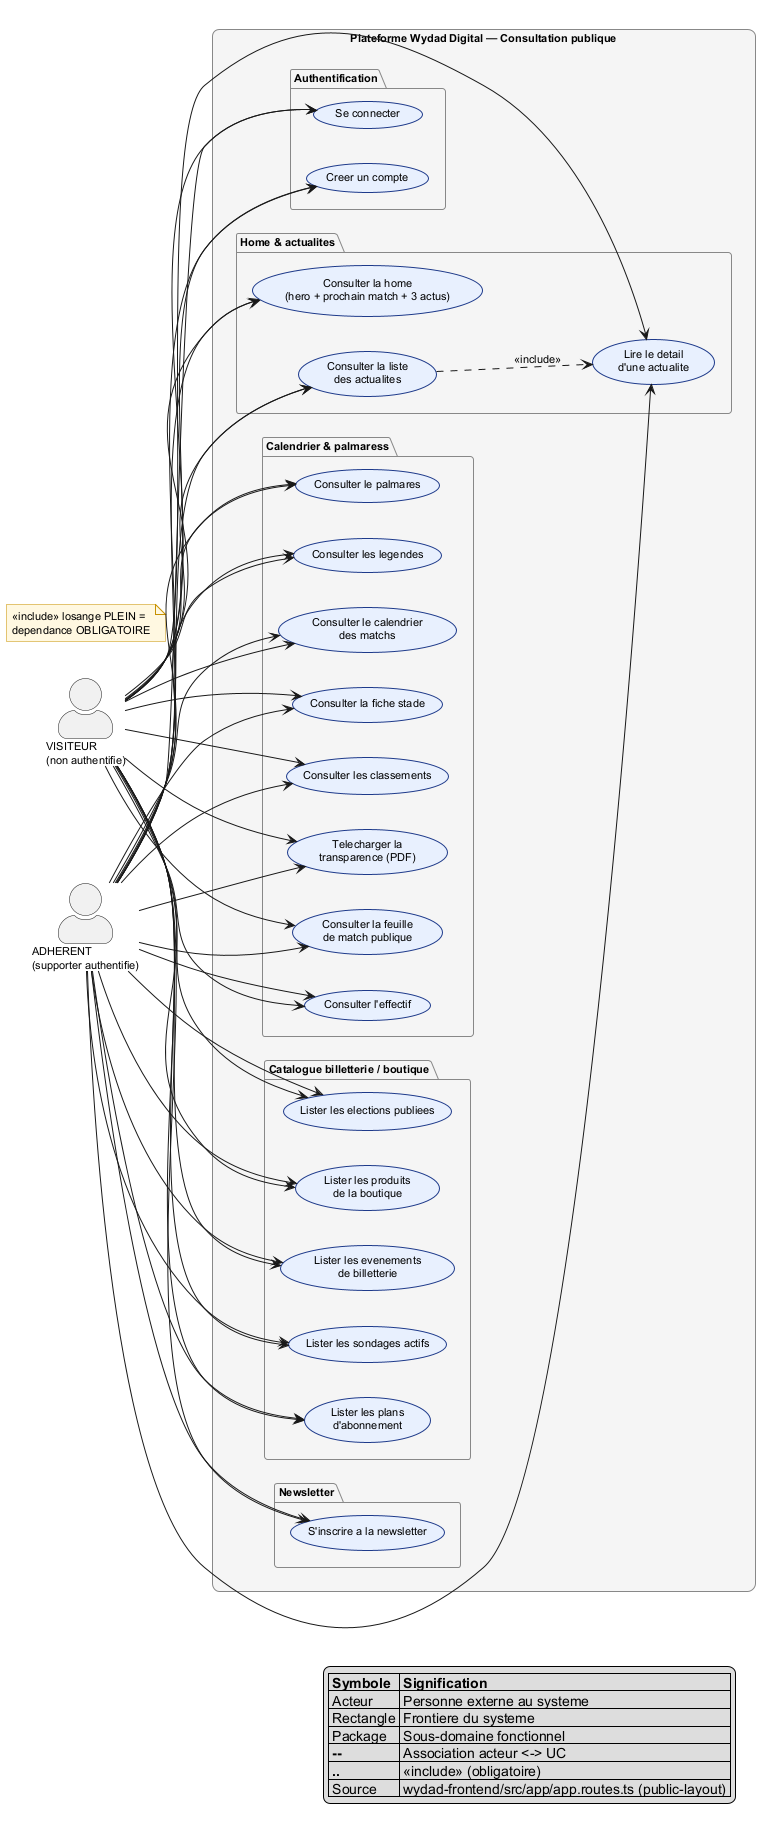 Plateforme Wydad Digital — Consultation publique
Authentification
Se connecter
Creer un compte
Home & actualites
Consulter la home
(hero + prochain match + 3 actus)
Consulter la liste
des actualites
«include»
Lire le detail
d'une actualite
Calendrier & palmaress
Consulter le palmares
Consulter les legendes
Consulter le calendrier
des matchs
Consulter la fiche stade
Consulter les classements
Telecharger la
transparence (PDF)
Consulter la feuille
de match publique
Consulter l'effectif
«include» losange PLEIN =
dependance OBLIGATOIRE
VISITEUR
(non authentifie)
ADHERENT
(supporter authentifie)
Catalogue billetterie / boutique
Lister les elections publiees
Lister les produits
de la boutique
Lister les evenements
de billetterie
Lister les sondages actifs
Lister les plans
d'abonnement
Newsletter
S'inscrire a la newsletter
Symbole Signification
Acteur Personne externe au systeme
Rectangle Frontiere du systeme
Package Sous-domaine fonctionnel
-- Association acteur <-> UC
.. «include» (obligatoire)
Source wydad-frontend/src/app/app.routes.ts (public-layout)